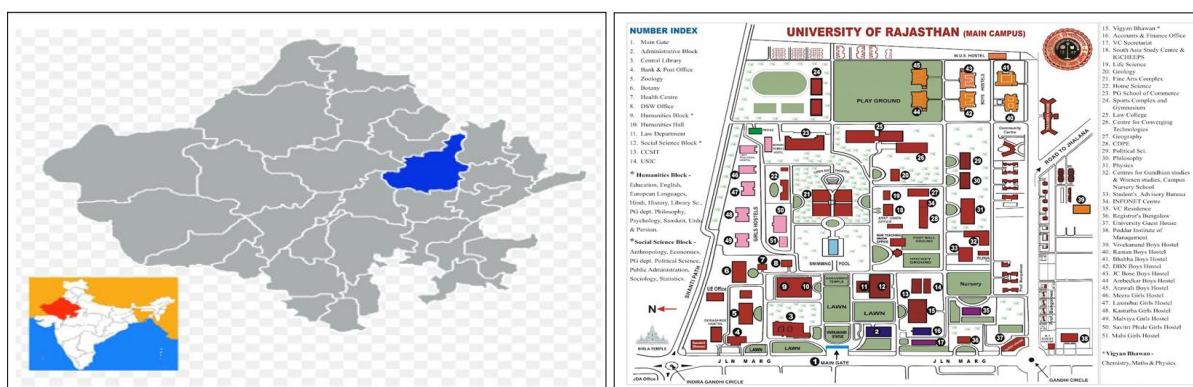 NUMBER INDEX
1. Main Gate
2. Administrative Block
3. Central Library
4. Bank & Post Office
5. Zoology
6. Botany
7. Health Centre
8. DSW Office
9. Humanities Block *
10. Humanities Hall
11. Law Department
12. Social Science Block *
13. CCSIT
14. USIC
* Humanities Block -
Education, English,
European Languages,
Hindi, History, Library Sc.,
PG dept. Philosophy,
Psychology, Sanskrit, Urdu
& Persian.
*Social Science Block -
Anthropology, Economics,
PG dept. Political Science,
Public Administration,
Sociology, Statistics.
UNIVERSITY OF RAJASTHAN (MAIN CAMPUS)
W.U.S. HOSTEL
PLAY GROUND
BOYS HOSTELS
Community
Centre
ROAD TO JHALANA
GIRLS HOSTELS
SHANTI PATH
SWIMMING POOL
FOOT BALL
GROUND
HOCKEY
GROUND
Nursery
UE Office
LAWN
LAWN
N
BIRLA TEMPLE
LAWN
LAWN
LAWN
1 MAIN GATE
J L N M A R G
J L N M A R G
JDA Office
INDIRA GANDHI CIRCLE
GANDHI CIRCLE
15. Vigyan Bhawan *
16. Accounts & Finance Office
17. VC Secretariat
18. South Asia Study Centre &
IGCHEEPS
19. Life Science
20. Geology
21. Fine Arts Complex
22. Home Science
23. PG School of Commerce
24. Sports Complex and
Gymnasium
25. Law College
26. Centre for Converging
Technologies
27. Geography
28. CDPE
29. Political Sci.
30. Philosophy
31. Physics
32. Centres for Gandhian studies
& Women studies, Campus
Nursery School
33. Student's Advisory Bureau
34. INFONET Centre
35. VC Residence
36. Registrar's Bungalow
37. University Guest House
38. Poddar Institute of
Management
39. Vivekanand Boys Hostel
40. Raman Boys Hostel
41. Bhabha Boys Hostel
42. DBN Boys Hostel
43. JC Bose Boys Hostel
44. Ambedkar Boys Hostel
45. Aravali Boys Hostel
46. Meera Girls Hostel
47. Laxmibai Girls Hostel
48. Kasturba Girls Hostel
49. Malviya Girls Hostel
50. Savitri Phule Girls Hostel
51. Mahi Girls Hostel
* Vigyan Bhawan -
Chemistry, Maths & Physics